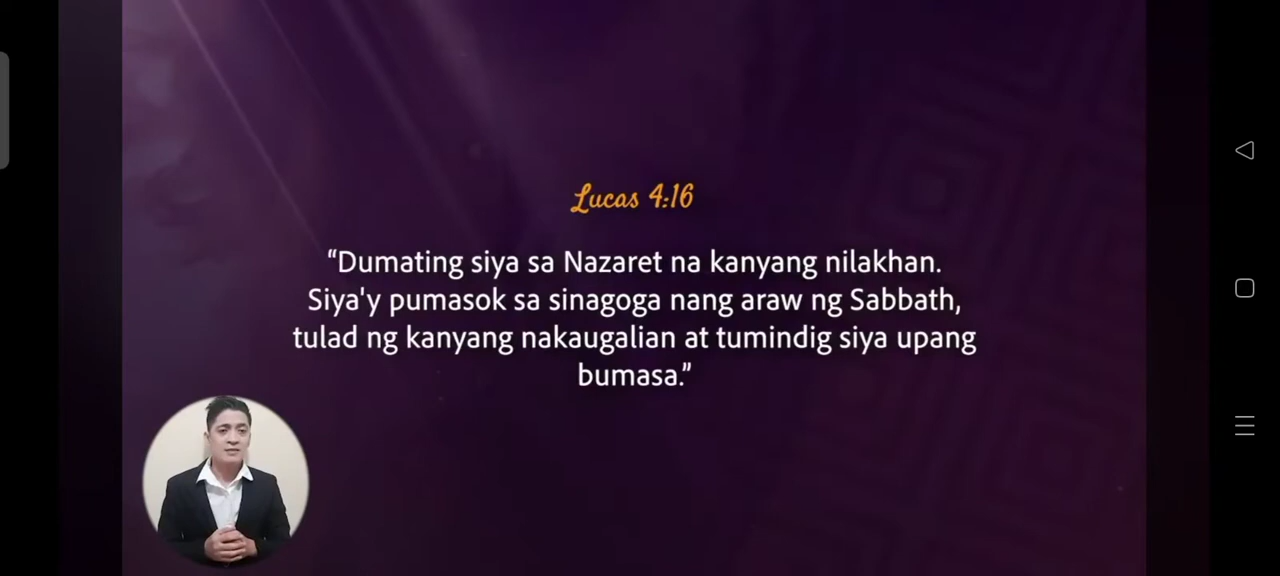 Lucas 4:16
“Dumating siya sa Nazaret na kanyang nilakhan.
Siya'y pumasok sa sinagoga nang araw ng Sabbath,
tulad ng kanyang nakaugalian at tumindig siya upang
bumasa.”